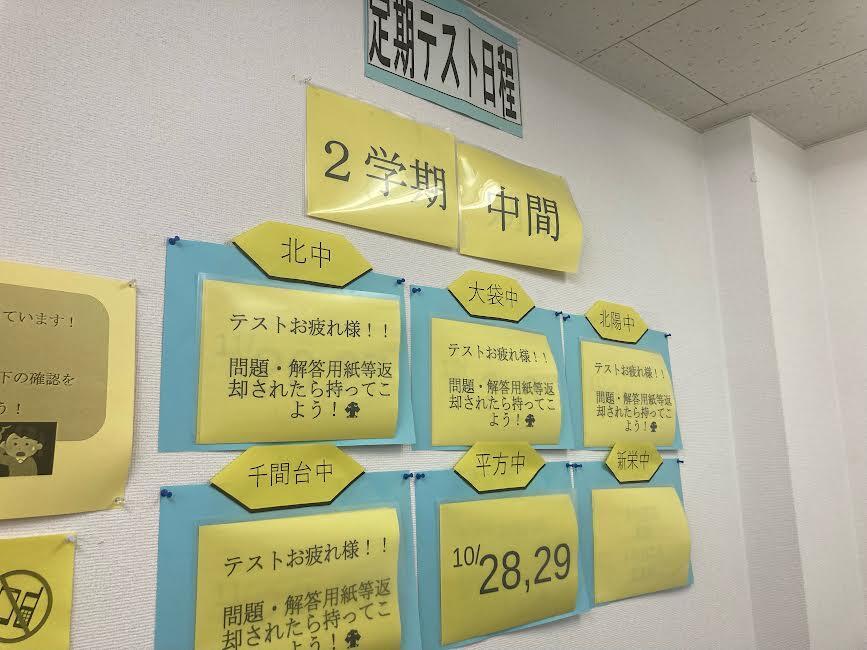 定期テスト日程
2学期 中間
北中
テストお疲れ様！！
問題・解答用紙等返
却されたら持ってこ
よう！
大袋中
テストお疲れ様！！
問題・解答用紙等返
却されたら持ってこ
よう！
北陽中
テストお疲れ様！！
問題・解答用紙等返
却されたら持ってこ
よう！
千間台中
テストお疲れ様！！
問題・解答用紙等返
却されたら持ってこ
よう！
平方中
10/28,29
新栄中
ています！
下の確認を
う！